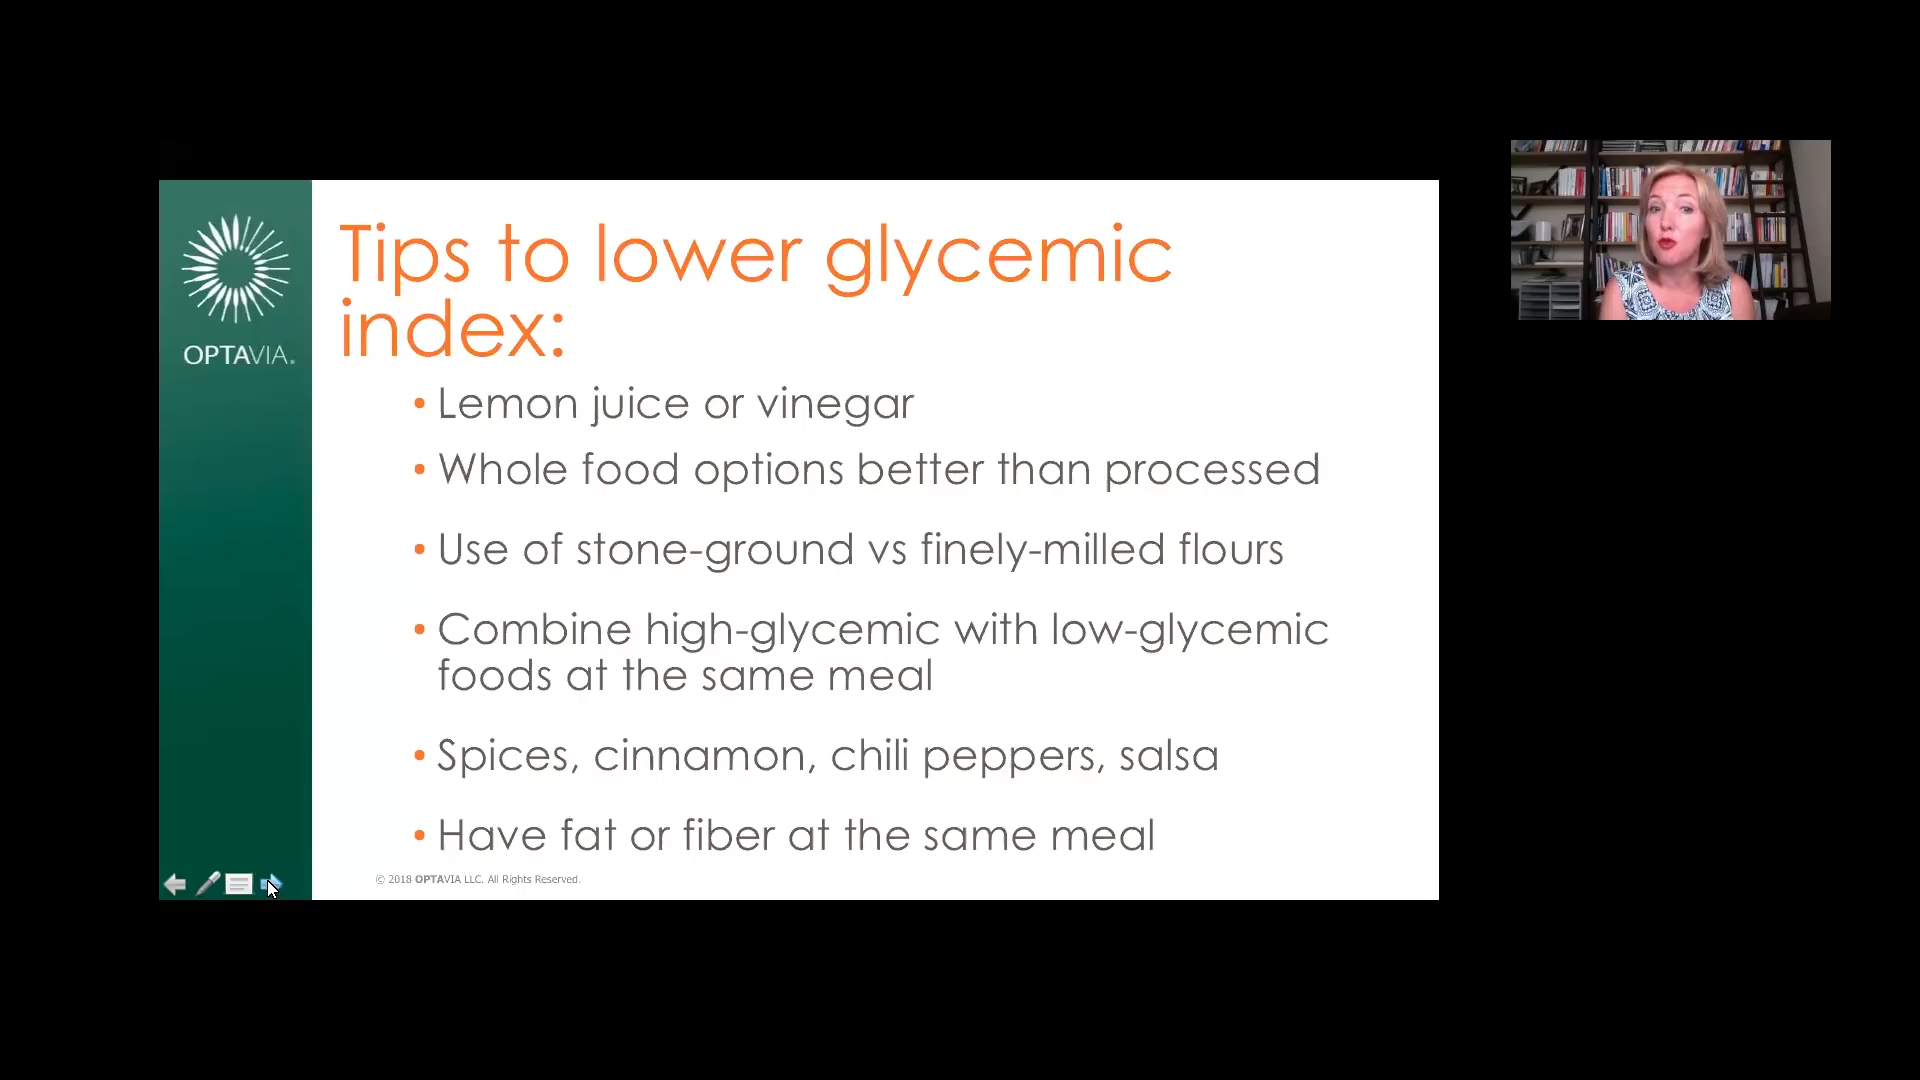 OPTAVIA.
Tips to lower glycemic
index:
• Lemon juice or vinegar
• Whole food options better than processed
• Use of stone-ground vs finely-milled flours
• Combine high-glycemic with low-glycemic
foods at the same meal
• Spices, cinnamon, chili peppers, salsa
• Have fat or fiber at the same meal
© 2018 OPTAVIA LLC. All Rights Reserved.